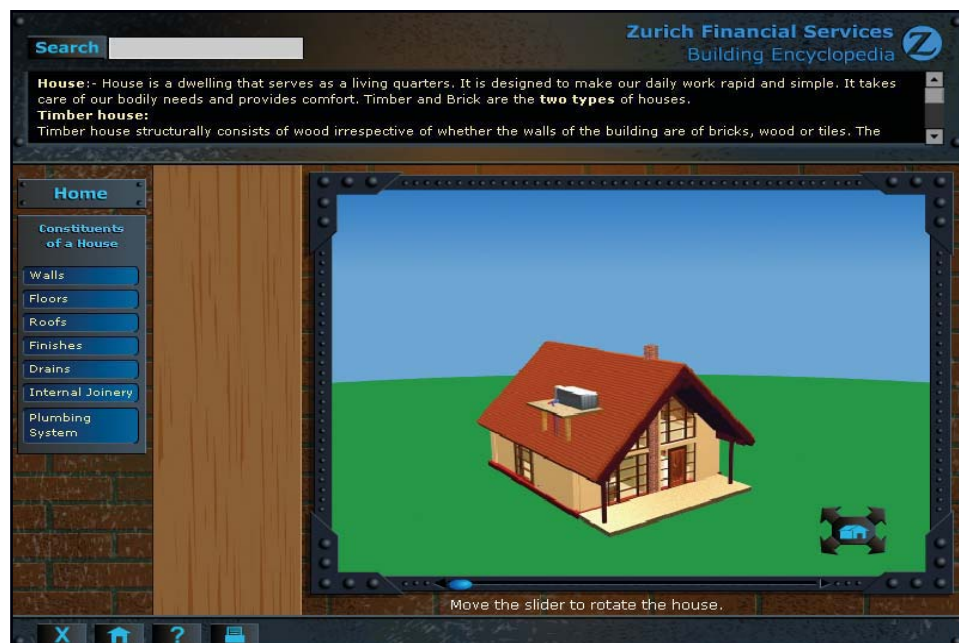 Search
Zurich Financial Services
Building Encyclopedia
Z
House:- House is a dwelling that serves as a living quarters. It is designed to make our daily work rapid and simple. It takes
care of our bodily needs and provides comfort. Timber and Brick are the two types of houses.
Timber house:
Timber house structurally consists of wood irrespective of whether the walls of the building are of bricks, wood or tiles. The
Home
Constituents
of a House
Walls
Floors
Roofs
Finishes
Drains
Internal Joinery
Plumbing
System
Move the slider to rotate the house.
X
?